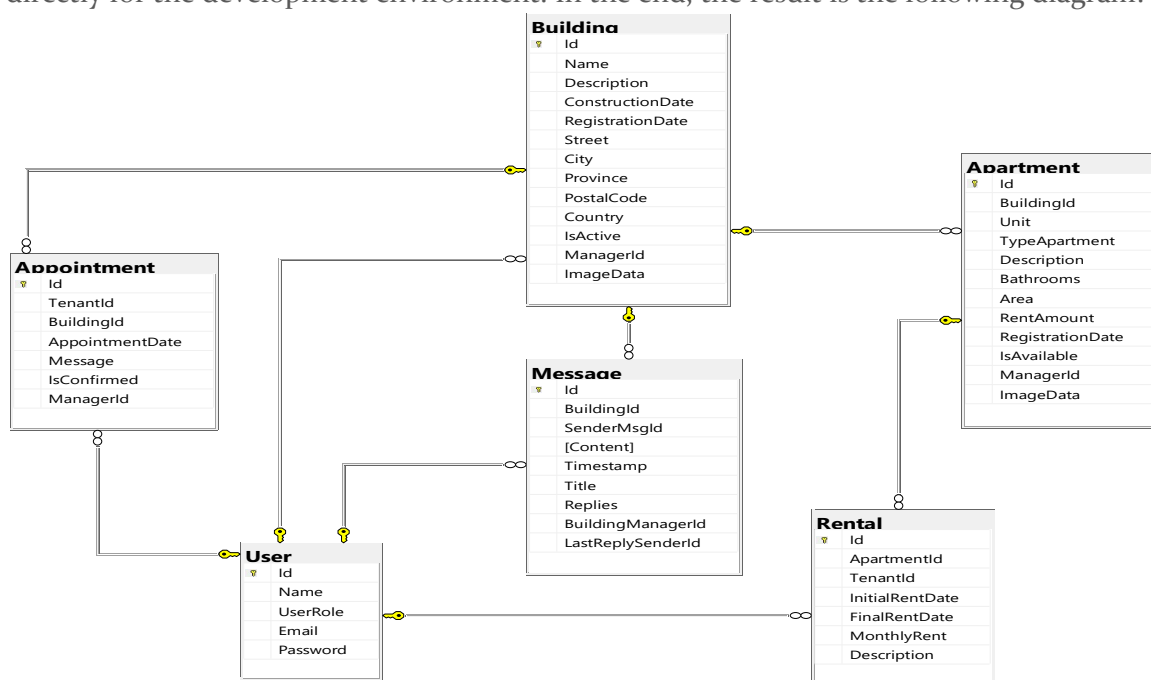 directly for the development environment. In the end, the result is the following diagram:
Building
Id
Name
Description
ConstructionDate
RegistrationDate
Street
City
Province
PostalCode
Country
IsActive
ManagerId
ImageData
Apartment
Id
BuildingId
Unit
TypeApartment
Description
Bathrooms
Area
RentAmount
RegistrationDate
IsAvailable
ManagerId
ImageData
Appointment
Id
TenantId
BuildingId
AppointmentDate
Message
IsConfirmed
ManagerId
Message
Id
BuildingId
SenderMsgId
[Content]
Timestamp
Title
Replies
BuildingManagerId
LastReplySenderId
User
Id
Name
UserRole
Email
Password
Rental
Id
ApartmentId
TenantId
InitialRentDate
FinalRentDate
MonthlyRent
Description